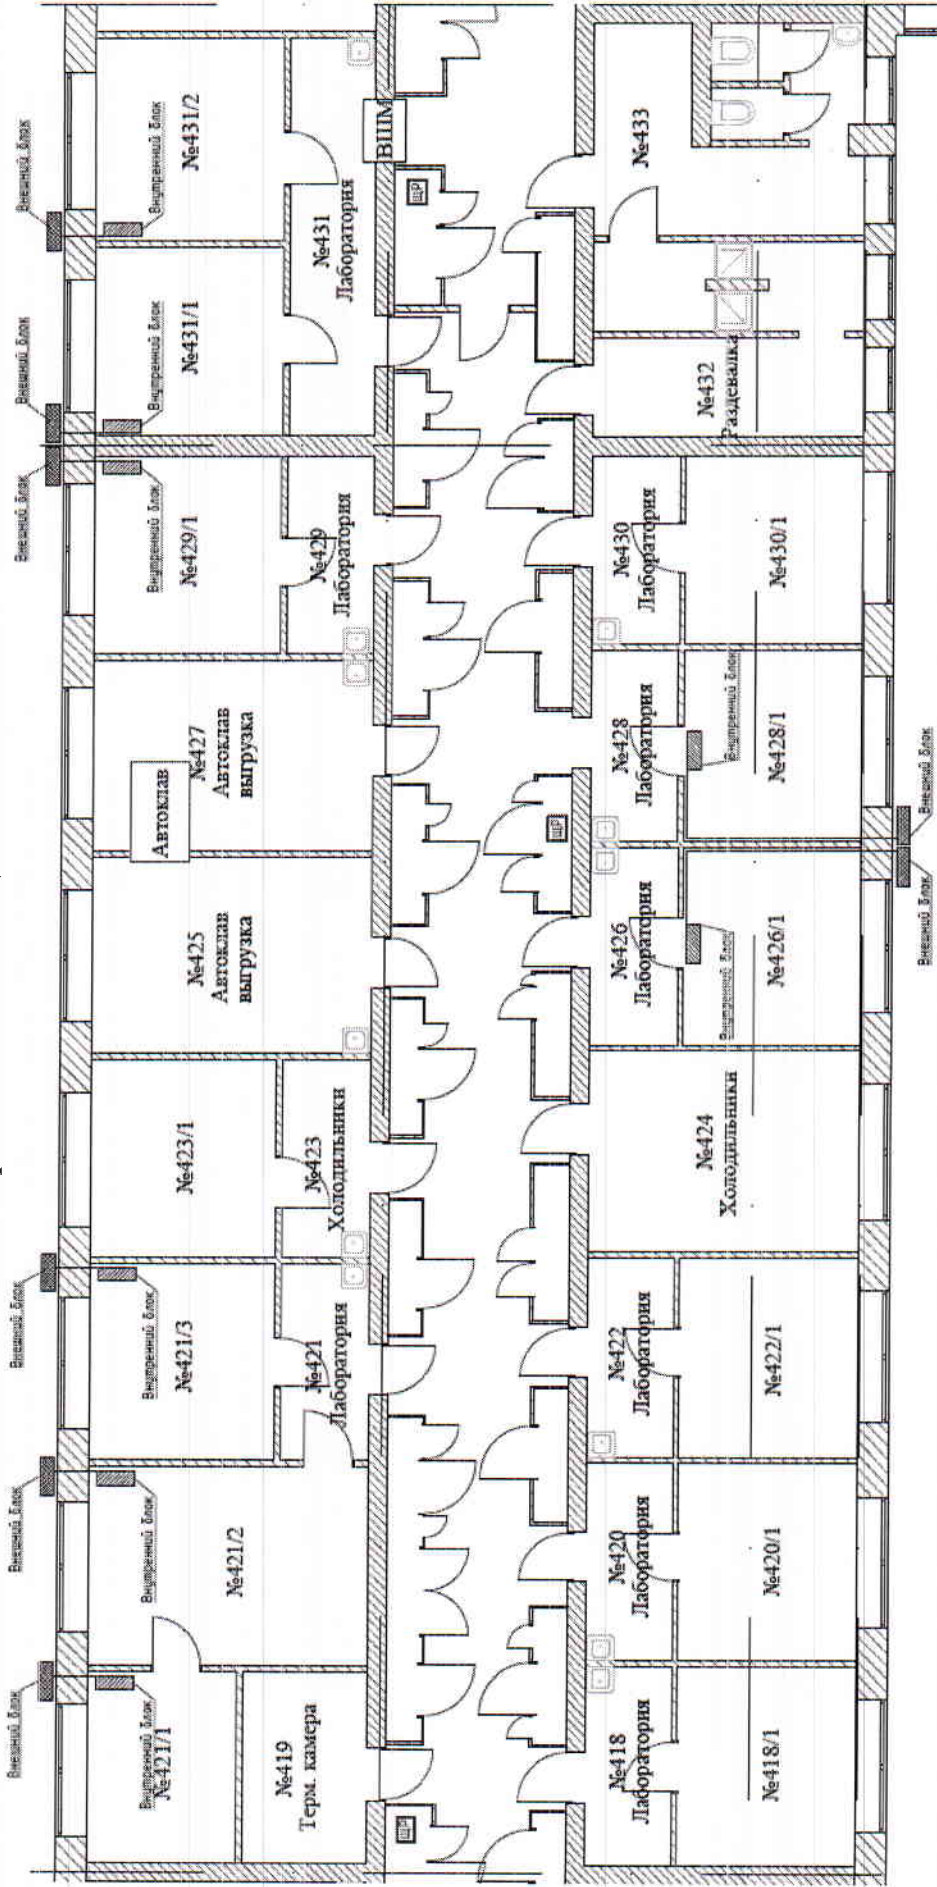 Внешний блок
Внешний блок
Внешний блок
Внешний блок
Внешний блок
Внешний блок
Внутренний блок
№421/1
№419
Терм. камера
Внутренний блок
№421/2
Внутренний блок
№421/3
№421
Лаборатория
№423/1
№423
Холодильники
№425
Автоклав
выгрузка
Автоклав
№427
Автоклав
выгрузка
Внутренний блок
№429/1
№429
Лаборатория
Внутренний блок
№431/1
Внутренний блок
№431/2
№431
Лаборатория
ВППМ
ЩР
ЩР
ЩР
№418
Лаборатория
№418/1
№420
Лаборатория
№420/1
№422
Лаборатория
№422/1
№424
Холодильники
№426
Лаборатория
Внутренний блок
№426/1
№428
Лаборатория
Внутренний блок
№428/1
№430
Лаборатория
№430/1
№432
Раздевалка
№433
Внешний блок
Внешний блок